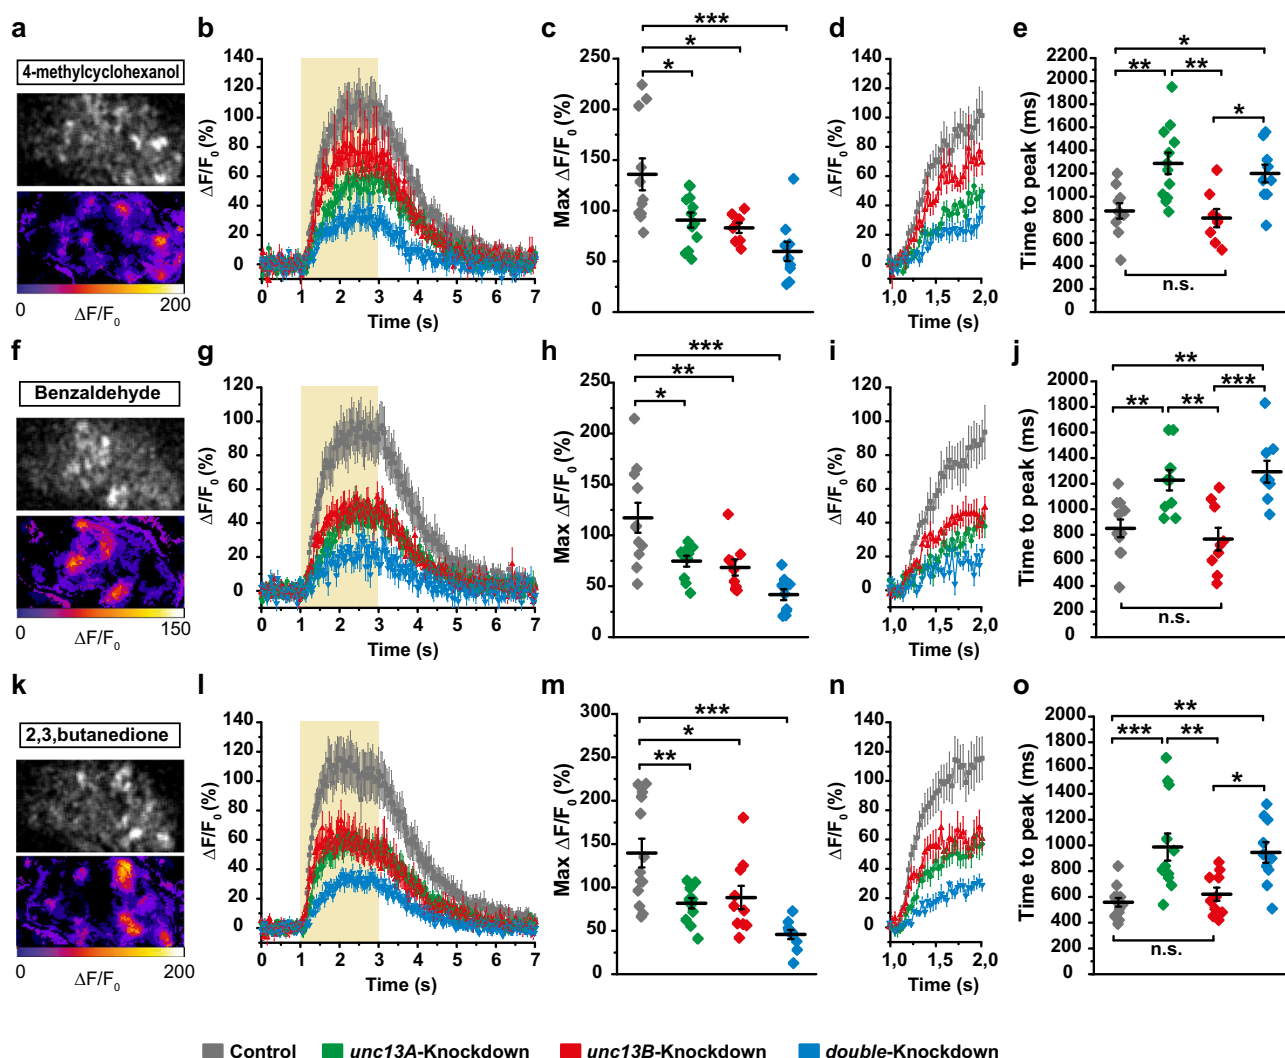 a
4-methylcyclohexanol
0
200
ΔF/F0
b
ΔF/F0 (%)
140
120
100
80
60
40
20
0
0 1 2 3 4 5 6 7
Time (s)
c
Max ΔF/F0 (%)
250
200
150
100
50
0
*
*
***
d
ΔF/F0 (%)
140
120
100
80
60
40
20
0
1,0 1,5 2,0
Time (s)
e
Time to peak (ms)
2200
2000
1800
1600
1400
1200
1000
800
600
400
200
0
*
** **
*
n.s.
f
Benzaldehyde
0
150
ΔF/F0
g
ΔF/F0 (%)
120
100
80
60
40
20
0
0 1 2 3 4 5 6 7
Time (s)
h
Max ΔF/F0 (%)
250
200
150
100
50
0
***
**
*
i
ΔF/F0 (%)
120
100
80
60
40
20
0
1,0 1,5 2,0
Time (s)
j
Time to peak (ms)
2000
1800
1600
1400
1200
1000
800
600
400
200
0
**
** ** ***
n.s.
k
2,3,butanedione
0
200
ΔF/F0
l
ΔF/F0 (%)
140
120
100
80
60
40
20
0
0 1 2 3 4 5 6 7
Time (s)
m
Max ΔF/F0 (%)
300
250
200
150
100
50
0
***
*
**
n
ΔF/F0 (%)
140
120
100
80
60
40
20
0
1,0 1,5 2,0
Time (s)
o
Time to peak (ms)
2000
1800
1600
1400
1200
1000
800
600
400
200
0
**
*** **
*
n.s.
Control unc13A-Knockdown unc13B-Knockdown double-Knockdown